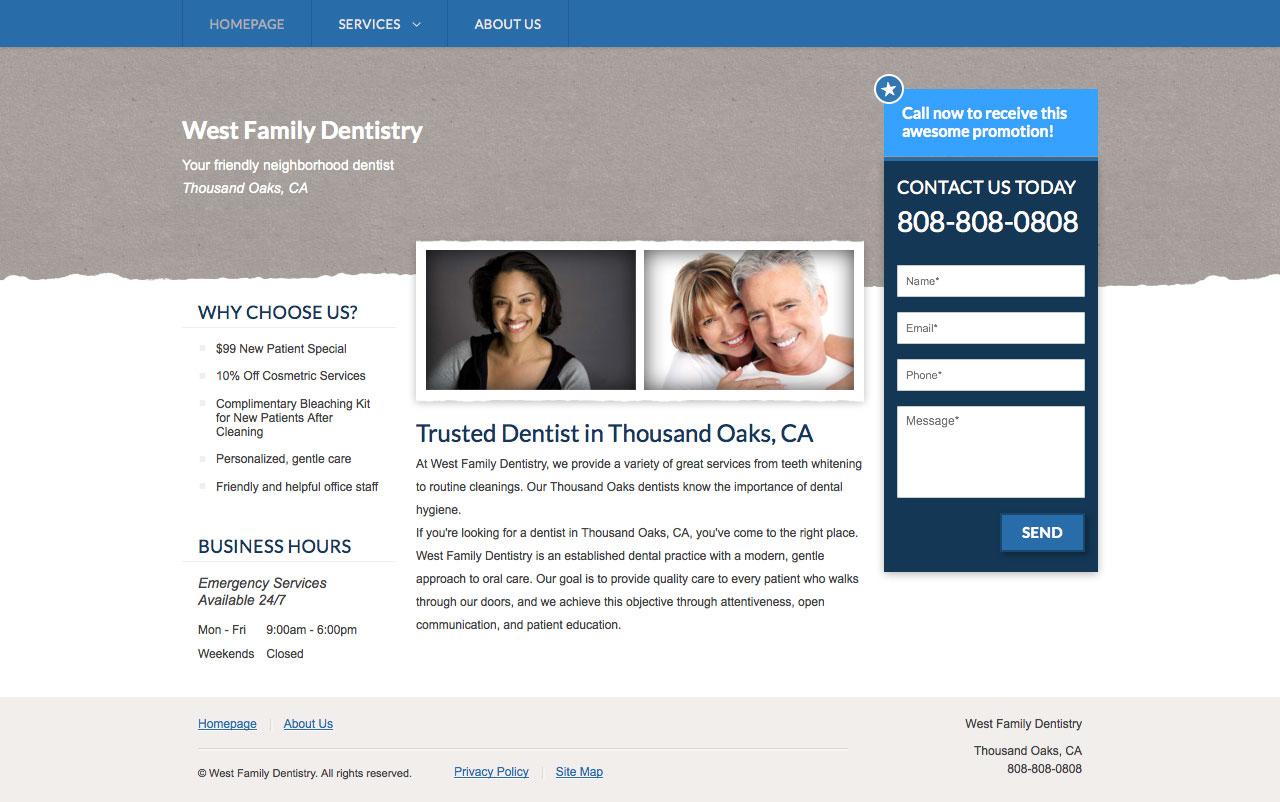 HOMEPAGE
SERVICES
ABOUT US
West Family Dentistry
Your friendly neighborhood dentist
Thousand Oaks, CA
Call now to receive this
awesome promotion!
CONTACT US TODAY
808-808-0808
Name*
Email*
Phone*
Message*
SEND
WHY CHOOSE US?
$99 New Patient Special
10% Off Cosmetric Services
Complimentary Bleaching Kit
for New Patients After
Cleaning
Personalized, gentle care
Friendly and helpful office staff
BUSINESS HOURS
Emergency Services
Available 24/7
Mon - Fri 9:00am - 6:00pm
Weekends Closed
Trusted Dentist in Thousand Oaks, CA
At West Family Dentistry, we provide a variety of great services from teeth whitening
to routine cleanings. Our Thousand Oaks dentists know the importance of dental
hygiene.
If you're looking for a dentist in Thousand Oaks, CA, you've come to the right place.
West Family Dentistry is an established dental practice with a modern, gentle
approach to oral care. Our goal is to provide quality care to every patient who walks
through our doors, and we achieve this objective through attentiveness, open
communication, and patient education.
Homepage
About Us
© West Family Dentistry. All rights reserved.
Privacy Policy
Site Map
West Family Dentistry
Thousand Oaks, CA
808-808-0808